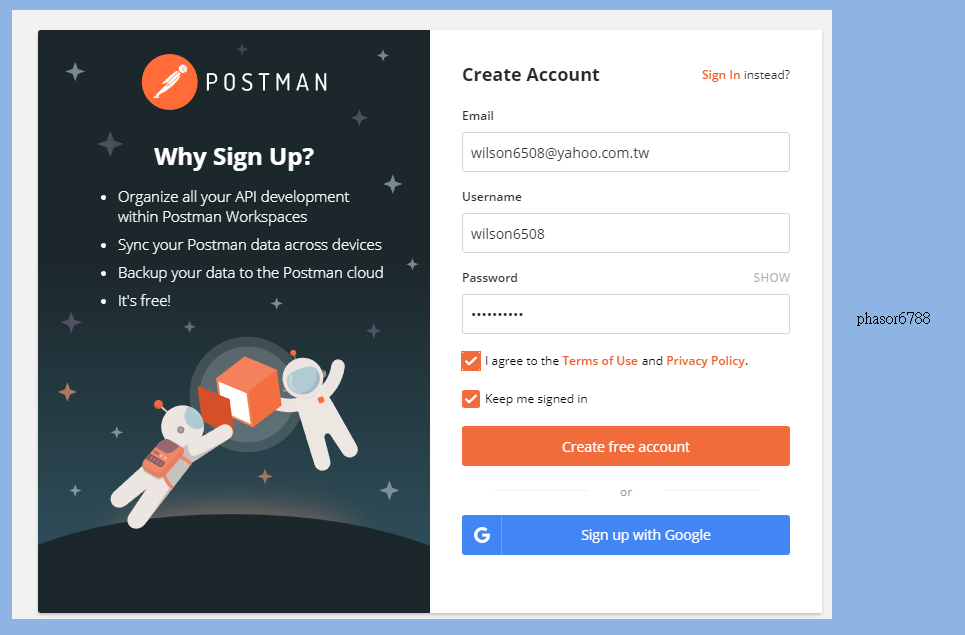 POSTMAN
Why Sign Up?
• Organize all your API development
within Postman Workspaces
• Sync your Postman data across devices
• Backup your data to the Postman cloud
• It's free!
Create Account
Sign In instead?
Email
wilson6508@yahoo.com.tw
Username
wilson6508
Password
SHOW
••••••••••
I agree to the Terms of Use and Privacy Policy.
Keep me signed in
Create free account
or
G Sign up with Google
phasor6788